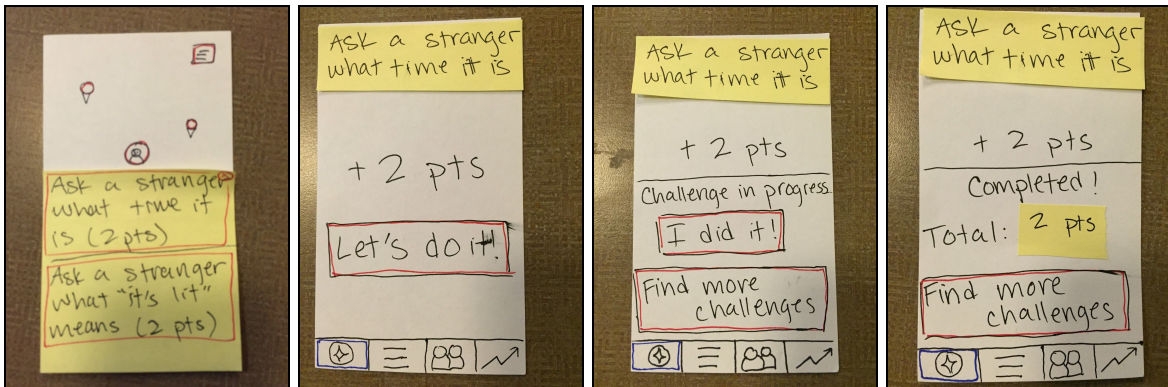 Ask a stranger
what time it
is (2pts)
Ask a stranger
what "it's lit"
means (2 pts)
Ask a stranger
what time it is
+ 2 pts
Let's do it!
Ask a stranger
what time it is
+ 2 pts
Challenge in progress
I did it!
Find more
challenges
Ask a stranger
what time it is
+ 2 pts
Completed!
Total: 2 pts
Find more
challenges